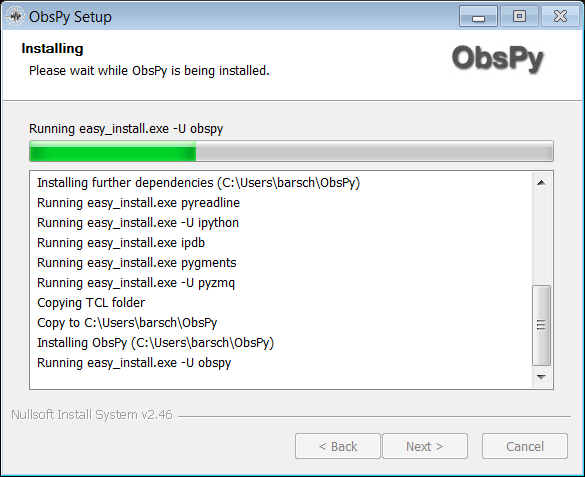 ObsPy Setup
Installing
Please wait while ObsPy is being installed.
ObsPy
Running easy_install.exe -U obspy
Installing further dependencies (C:\Users\barsch\ObsPy)
Running easy_install.exe pyreadline
Running easy_install.exe -U ipython
Running easy_install.exe ipdb
Running easy_install.exe pygments
Running easy_install.exe -U pyzmq
Copying TCL folder
Copy to C:\Users\barsch\ObsPy
Installing ObsPy (C:\Users\barsch\ObsPy)
Running easy_install.exe -U obspy
Nullsoft Install System v2.46
< Back Next > Cancel